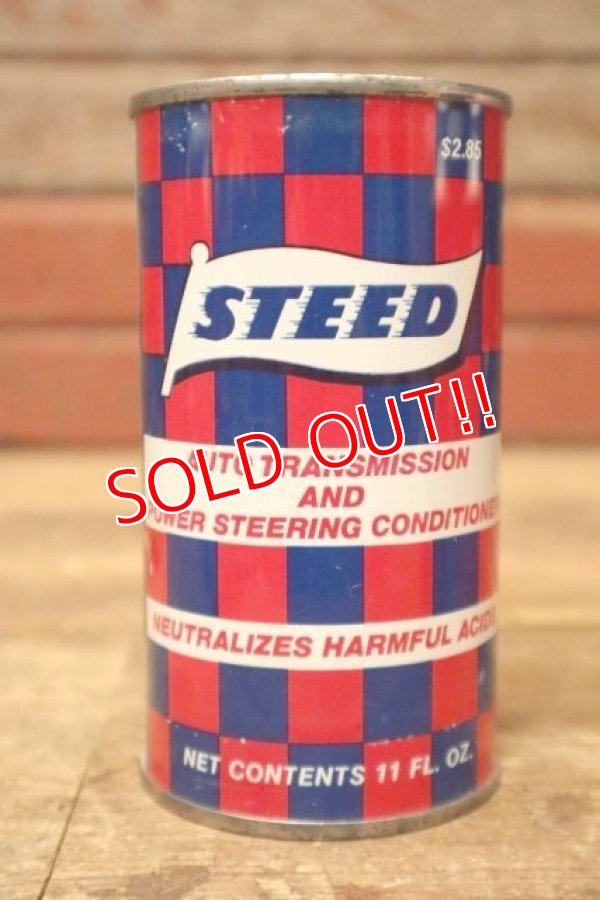 $2.85
STEED
SOLD OUT!!
AUTO TRANSMISSION
AND
POWER STEERING CONDITIONER
NEUTRALIZES HARMFUL ACIDS
NET CONTENTS 11 FL. OZ.